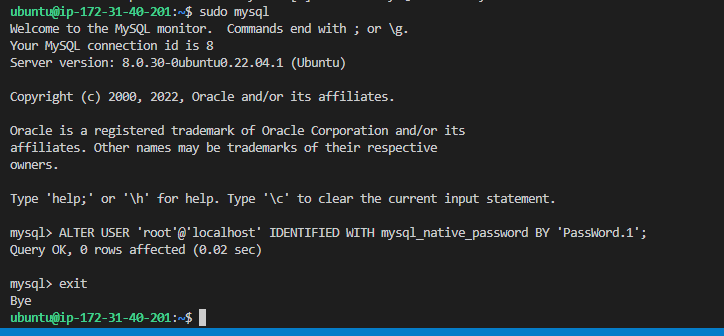 ubuntu@ip-172-31-40-201:~$ sudo mysql
Welcome to the MySQL monitor.  Commands end with ; or \g.
Your MySQL connection id is 8
Server version: 8.0.30-0ubuntu0.22.04.1 (Ubuntu)
Copyright (c) 2000, 2022, Oracle and/or its affiliates.
Oracle is a registered trademark of Oracle Corporation and/or its
affiliates. Other names may be trademarks of their respective
owners.
Type 'help;' or '\h' for help. Type '\c' to clear the current input statement.
mysql> ALTER USER 'root'@'localhost' IDENTIFIED WITH mysql_native_password BY 'PassWord.1';
Query OK, 0 rows affected (0.02 sec)
mysql> exit
Bye
ubuntu@ip-172-31-40-201:~$